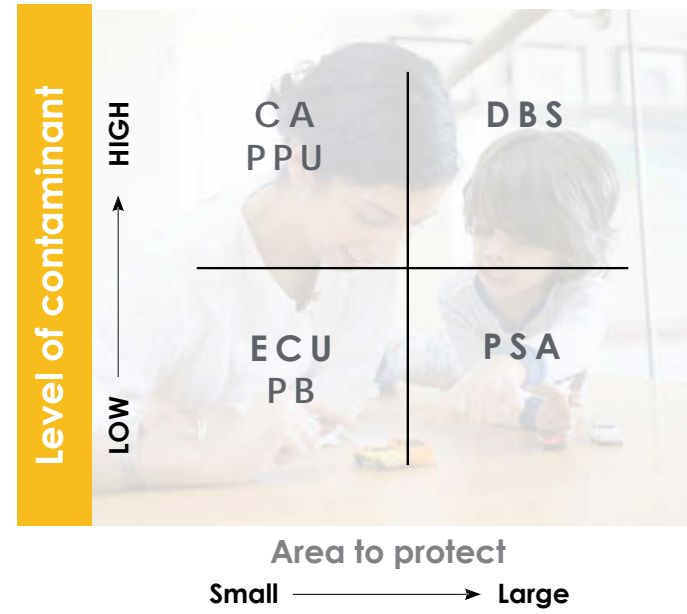 Level of contaminant
HIGH
LOW
CA
PPU
DBS
ECU
PB
PSA
Area to protect
Small
Large